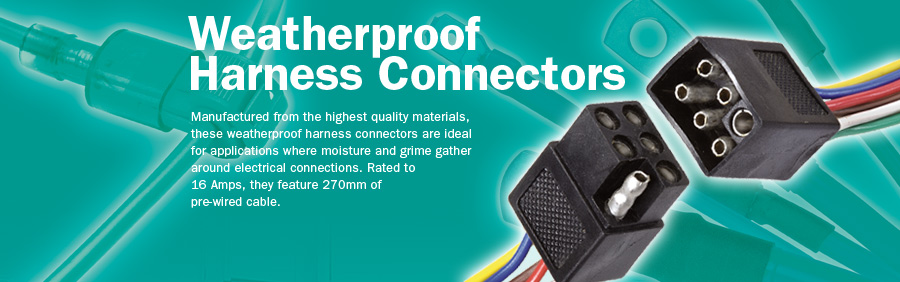 Weatherproof
Harness Connectors
Manufactured from the highest quality materials,
these weatherproof harness connectors are ideal
for applications where moisture and grime gather
around electrical connections. Rated to
16 Amps, they feature 270mm of
pre-wired cable.